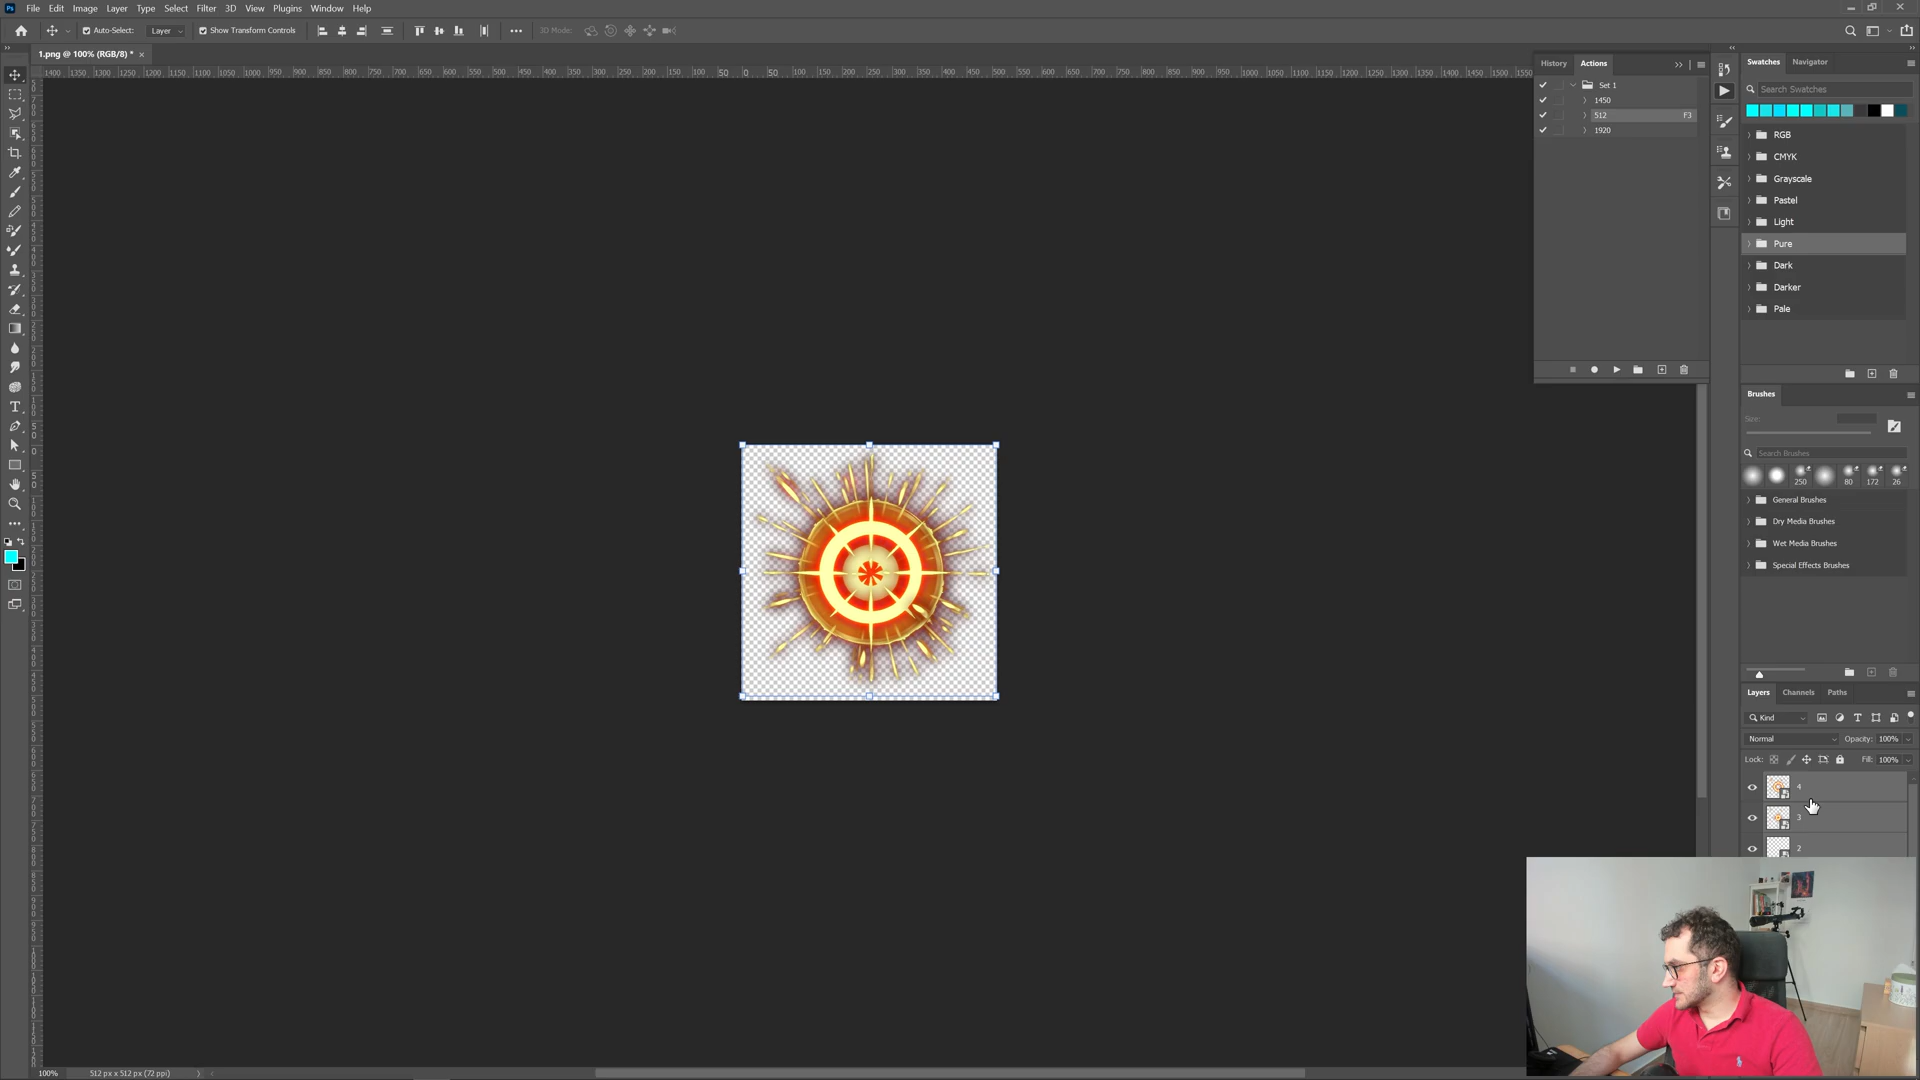 Ps File Edit Image Layer Type Select Filter 3D View Plugins Window Help
Auto-Select: Layer Show Transform Controls 3D Mode:
1.png @ 100% (RGB/8) *
History Actions
Set 1
1450
512 F3
1920
Swatches Navigator
Search Swatches
RGB
CMYK
Grayscale
Pastel
Light
Pure
Dark
Darker
Pale
Brushes
Size:
Search Brushes
250 80 172 26
General Brushes
Dry Media Brushes
Wet Media Brushes
Special Effects Brushes
Layers Channels Paths
Kind
Normal Opacity: 100%
Lock: Fill: 100%
4
3
2
100% 512 px x 512 px (72 ppi)